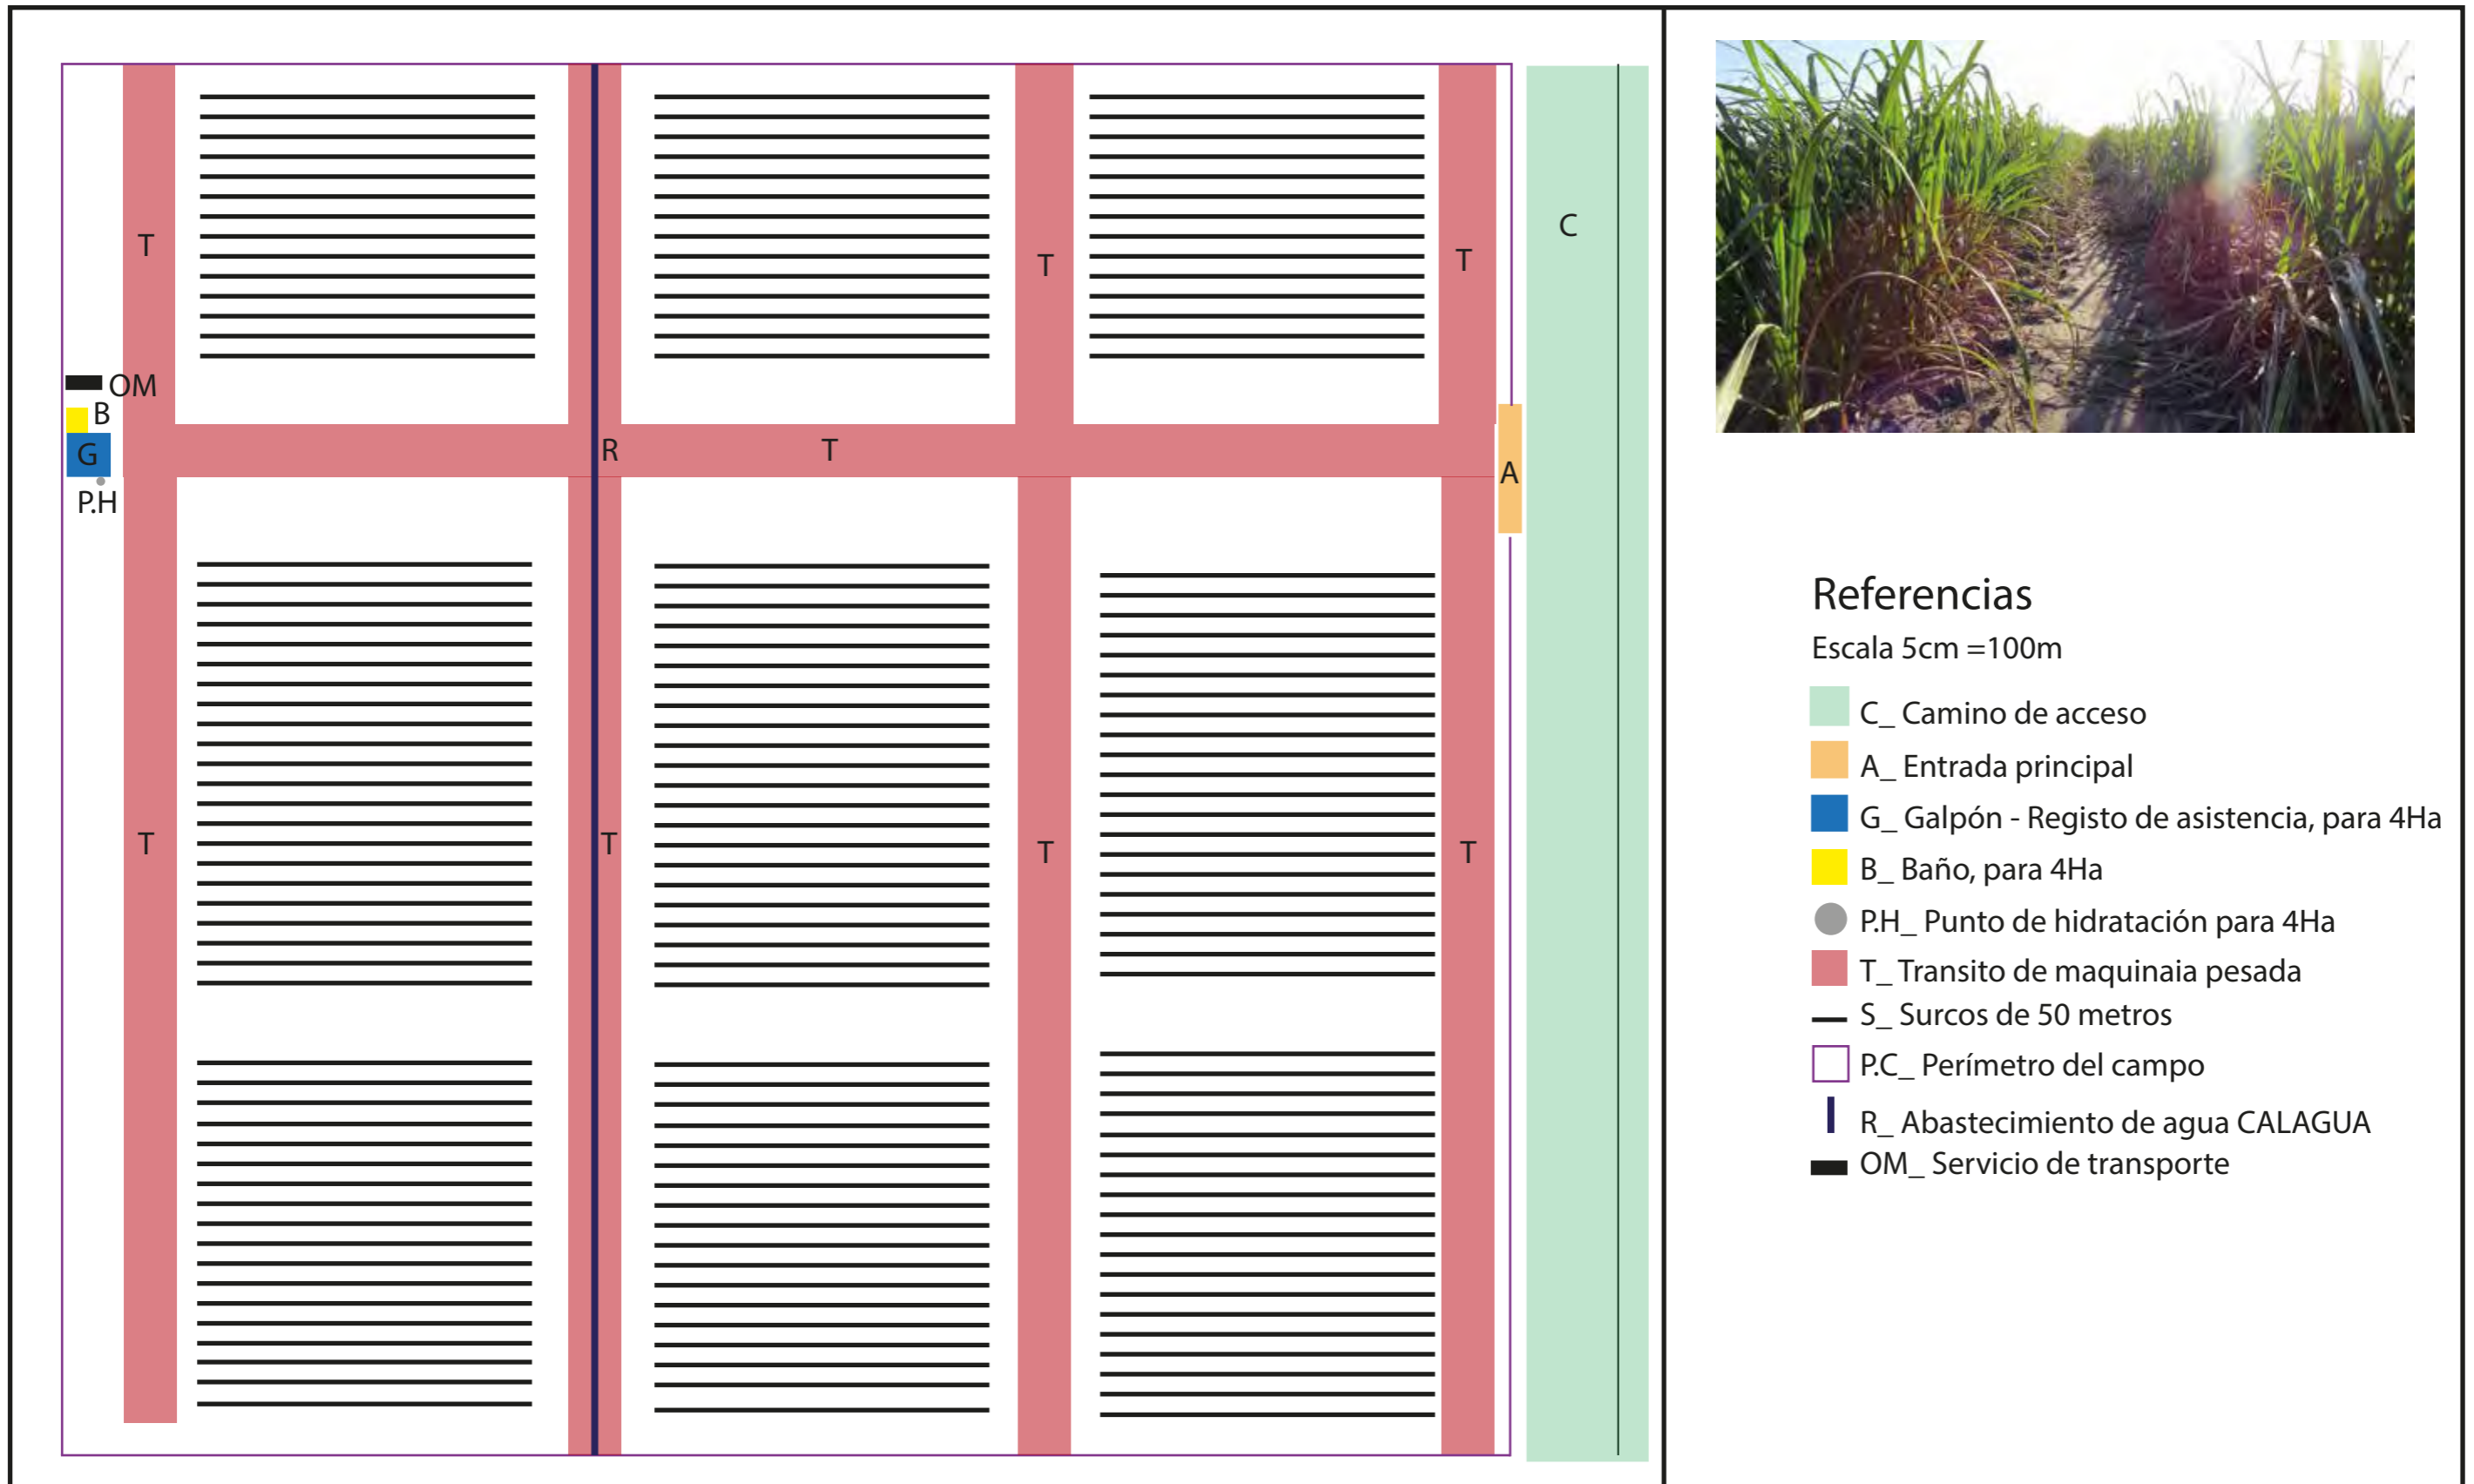 C
T
T
T
OM
B
R
T
G
A
P.H
T
T
T
T
Referencias
Escala 5cm =100m
C_ Camino de acceso
A_ Entrada principal
G_ Galpón - Registo de asistencia, para 4Ha
B_ Baño, para 4Ha
P.H_ Punto de hidratación para 4Ha
T_ Transito de maquinaia pesada
S_ Surcos de 50 metros
P.C_ Perímetro del campo
R_ Abastecimiento de agua CALAGUA
OM_ Servicio de transporte